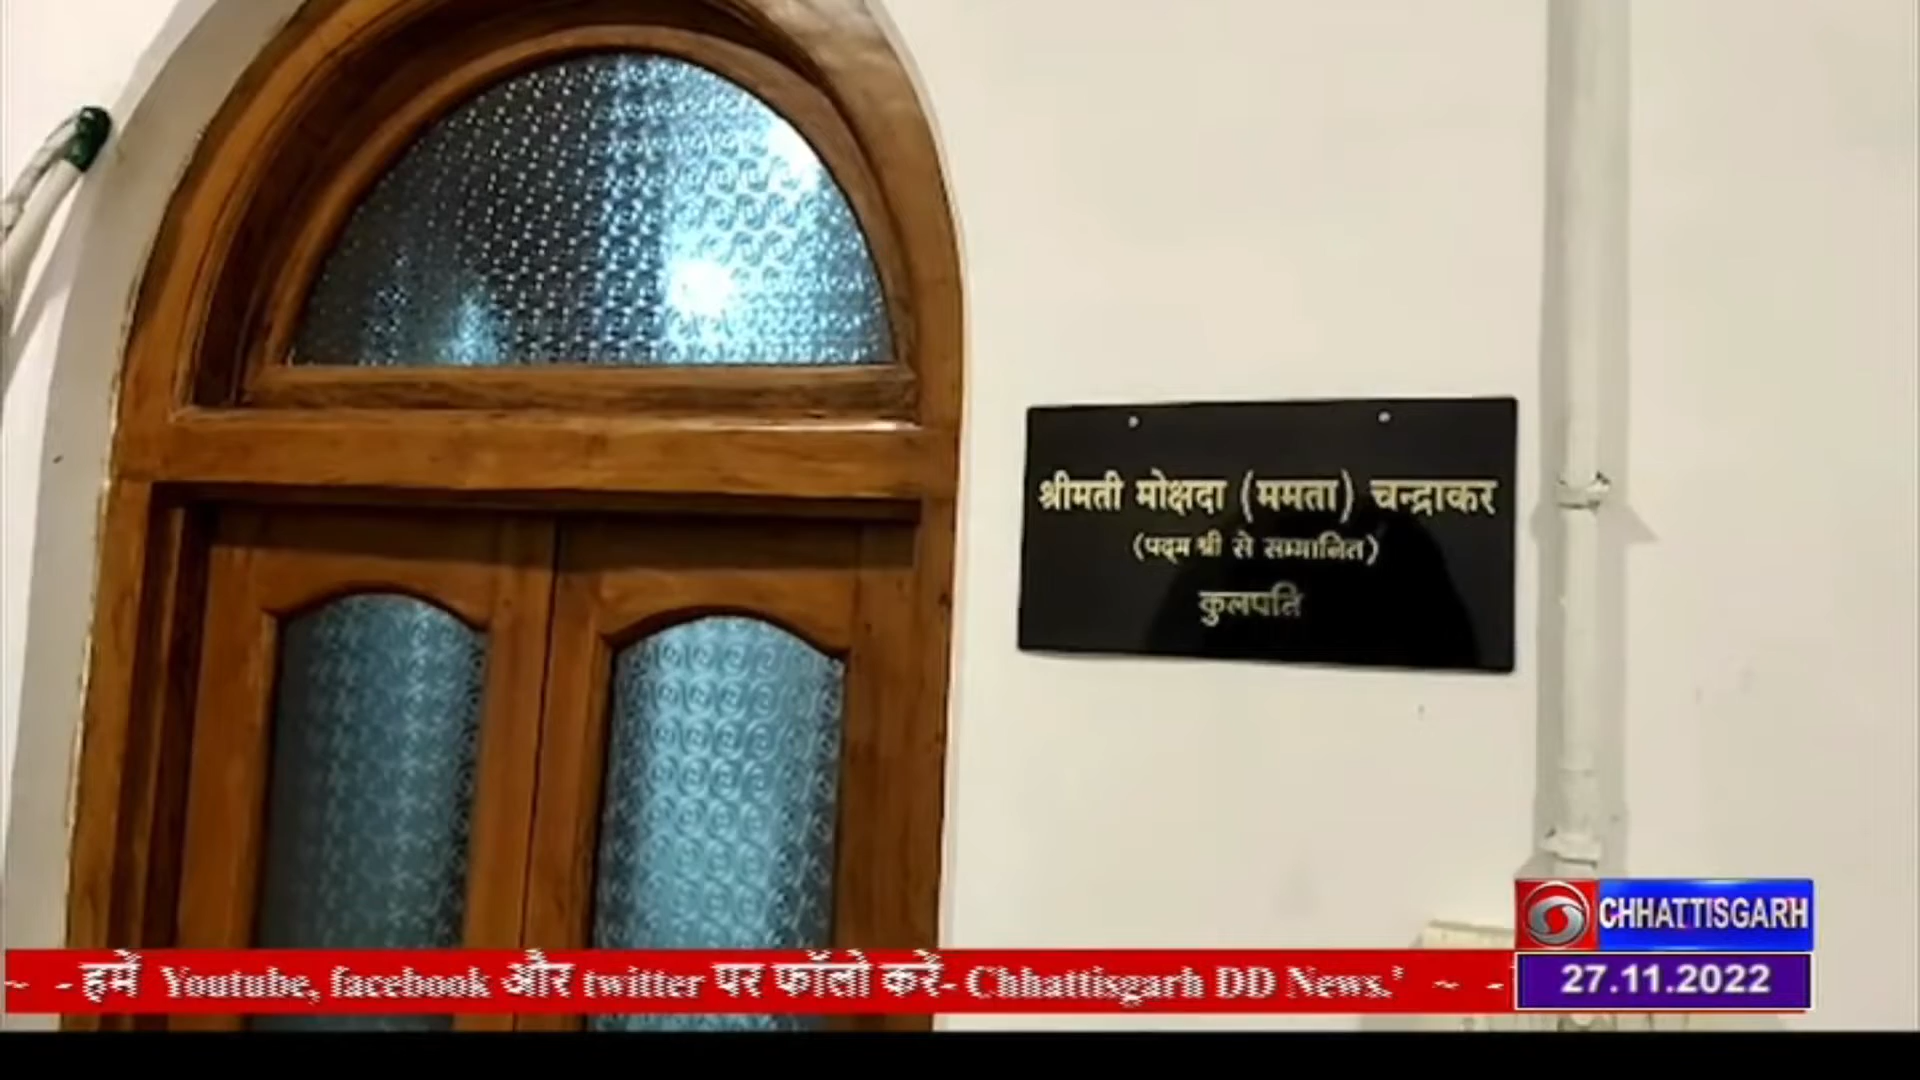 श्रीमती मोक्षदा (ममता) चन्द्राकर
(पद्म श्री से सम्मानित)
कुलपति
CHHATTISGARH
~ - हमें Youtube, facebook और twitter पर फॉलो करें- Chhattisgarh DD News.' ~ -
27.11.2022